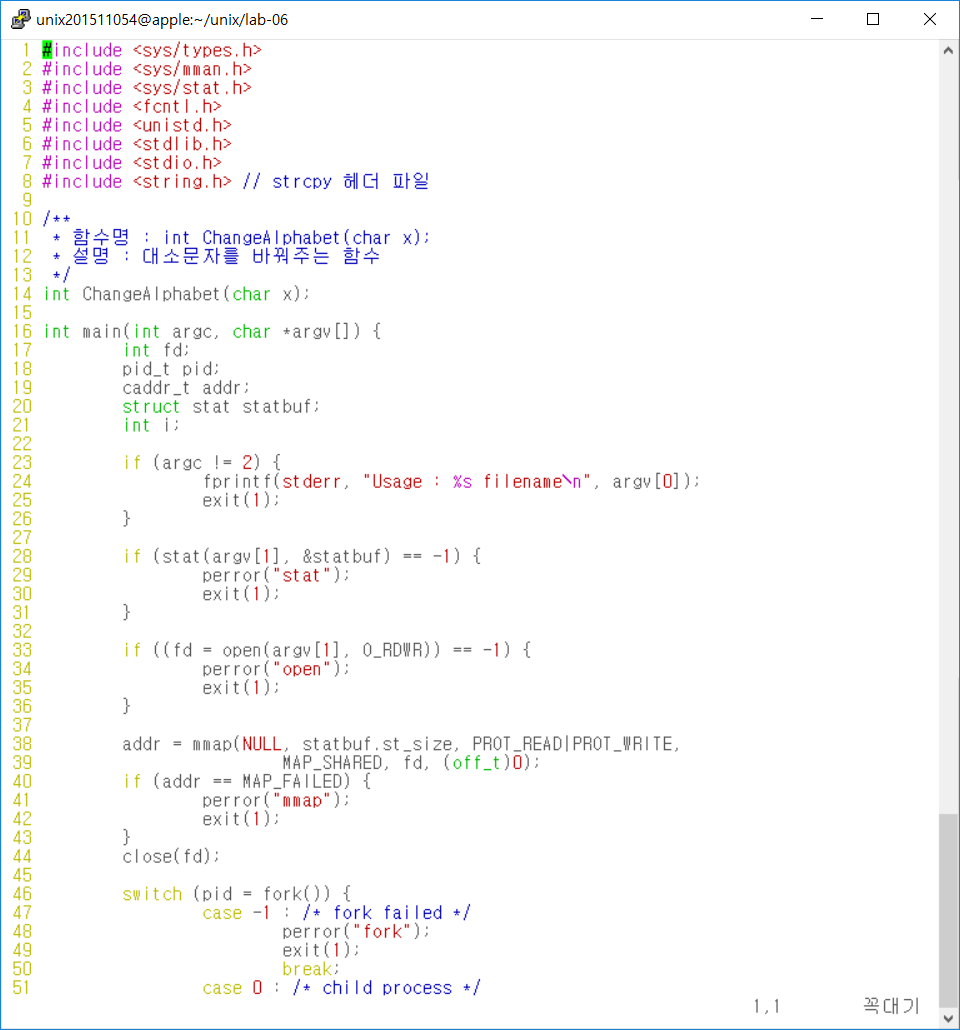 unix201511054@apple:~/unix/lab-06
1 #include <sys/types.h>
2 #include <sys/mman.h>
3 #include <sys/stat.h>
4 #include <fcntl.h>
5 #include <unistd.h>
6 #include <stdlib.h>
7 #include <stdio.h>
8 #include <string.h> // strcpy 헤더 파일
9
10 /**
11  * 함수명 : int ChangeAlphabet(char x);
12  * 설명 : 대소문자를 바꿔주는 함수
13  */
14 int ChangeAlphabet(char x);
15
16 int main(int argc, char *argv[]) {
17         int fd;
18         pid_t pid;
19         caddr_t addr;
20         struct stat statbuf;
21         int i;
22
23         if (argc != 2) {
24                 fprintf(stderr, "Usage : %s filename\n", argv[0]);
25                 exit(1);
26         }
27
28         if (stat(argv[1], &statbuf) == -1) {
29                 perror("stat");
30                 exit(1);
31         }
32
33         if ((fd = open(argv[1], O_RDWR)) == -1) {
34                 perror("open");
35                 exit(1);
36         }
37
38         addr = mmap(NULL, statbuf.st_size, PROT_READ|PROT_WRITE,
39                         MAP_SHARED, fd, (off_t)0);
40         if (addr == MAP_FAILED) {
41                 perror("mmap");
42                 exit(1);
43         }
44         close(fd);
45
46         switch (pid = fork()) {
47                 case -1 : /* fork failed */
48                         perror("fork");
49                         exit(1);
50                         break;
51                 case 0 : /* child process */
1,1 꼭대기